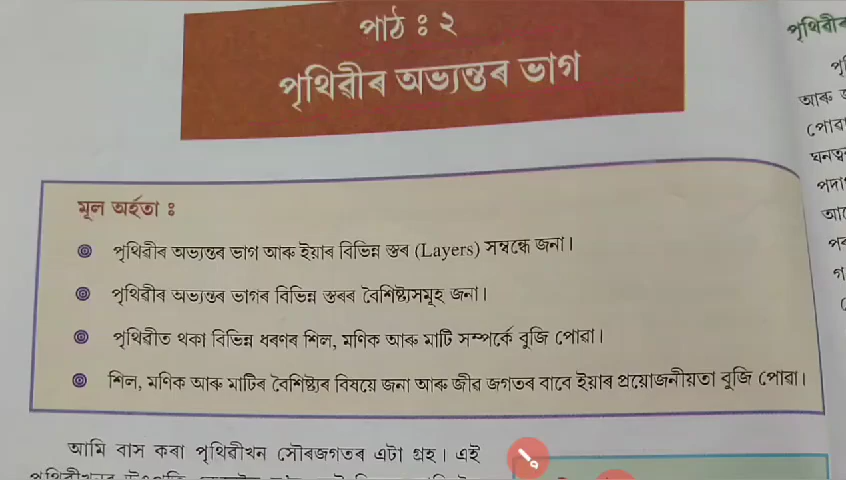 পাঠ ঃ ২
পৃথিৱীৰ অভ্যন্তৰ ভাগ
মূল অৰ্হতা ঃ
পৃথিৱীৰ অভ্যন্তৰ ভাগ আৰু ইয়াৰ বিভিন্ন স্তৰ (Layers) সম্বন্ধে জনা।
পৃথিৱীৰ অভ্যন্তৰ ভাগৰ বিভিন্ন স্তৰৰ বৈশিষ্ট্যসমূহ জনা।
পৃথিৱীত থকা বিভিন্ন ধৰণৰ শিল, মণিক আৰু মাটি সম্পৰ্কে বুজি পোৱা।
শিল, মণিক আৰু মাটিৰ বৈশিষ্ট্যৰ বিষয়ে জনা আৰু জীৱ জগতৰ বাবে ইয়াৰ প্ৰয়োজনীয়তা বুজি পোৱা।
আমি বাস কৰা পৃথিৱীখন সৌৰজগতৰ এটা গ্ৰহ। এই
আৰু